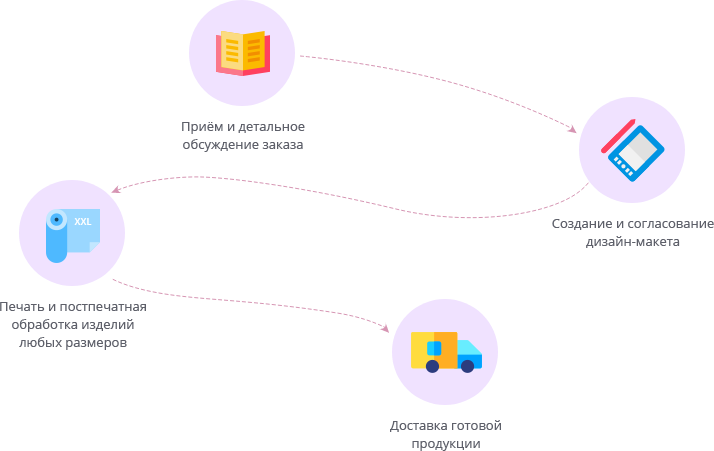 Приём и детальное
обсуждение заказа
Создание и согласование
дизайн-макета
XXL
Печать и постпечатная
обработка изделий
любых размеров
Доставка готовой
продукции